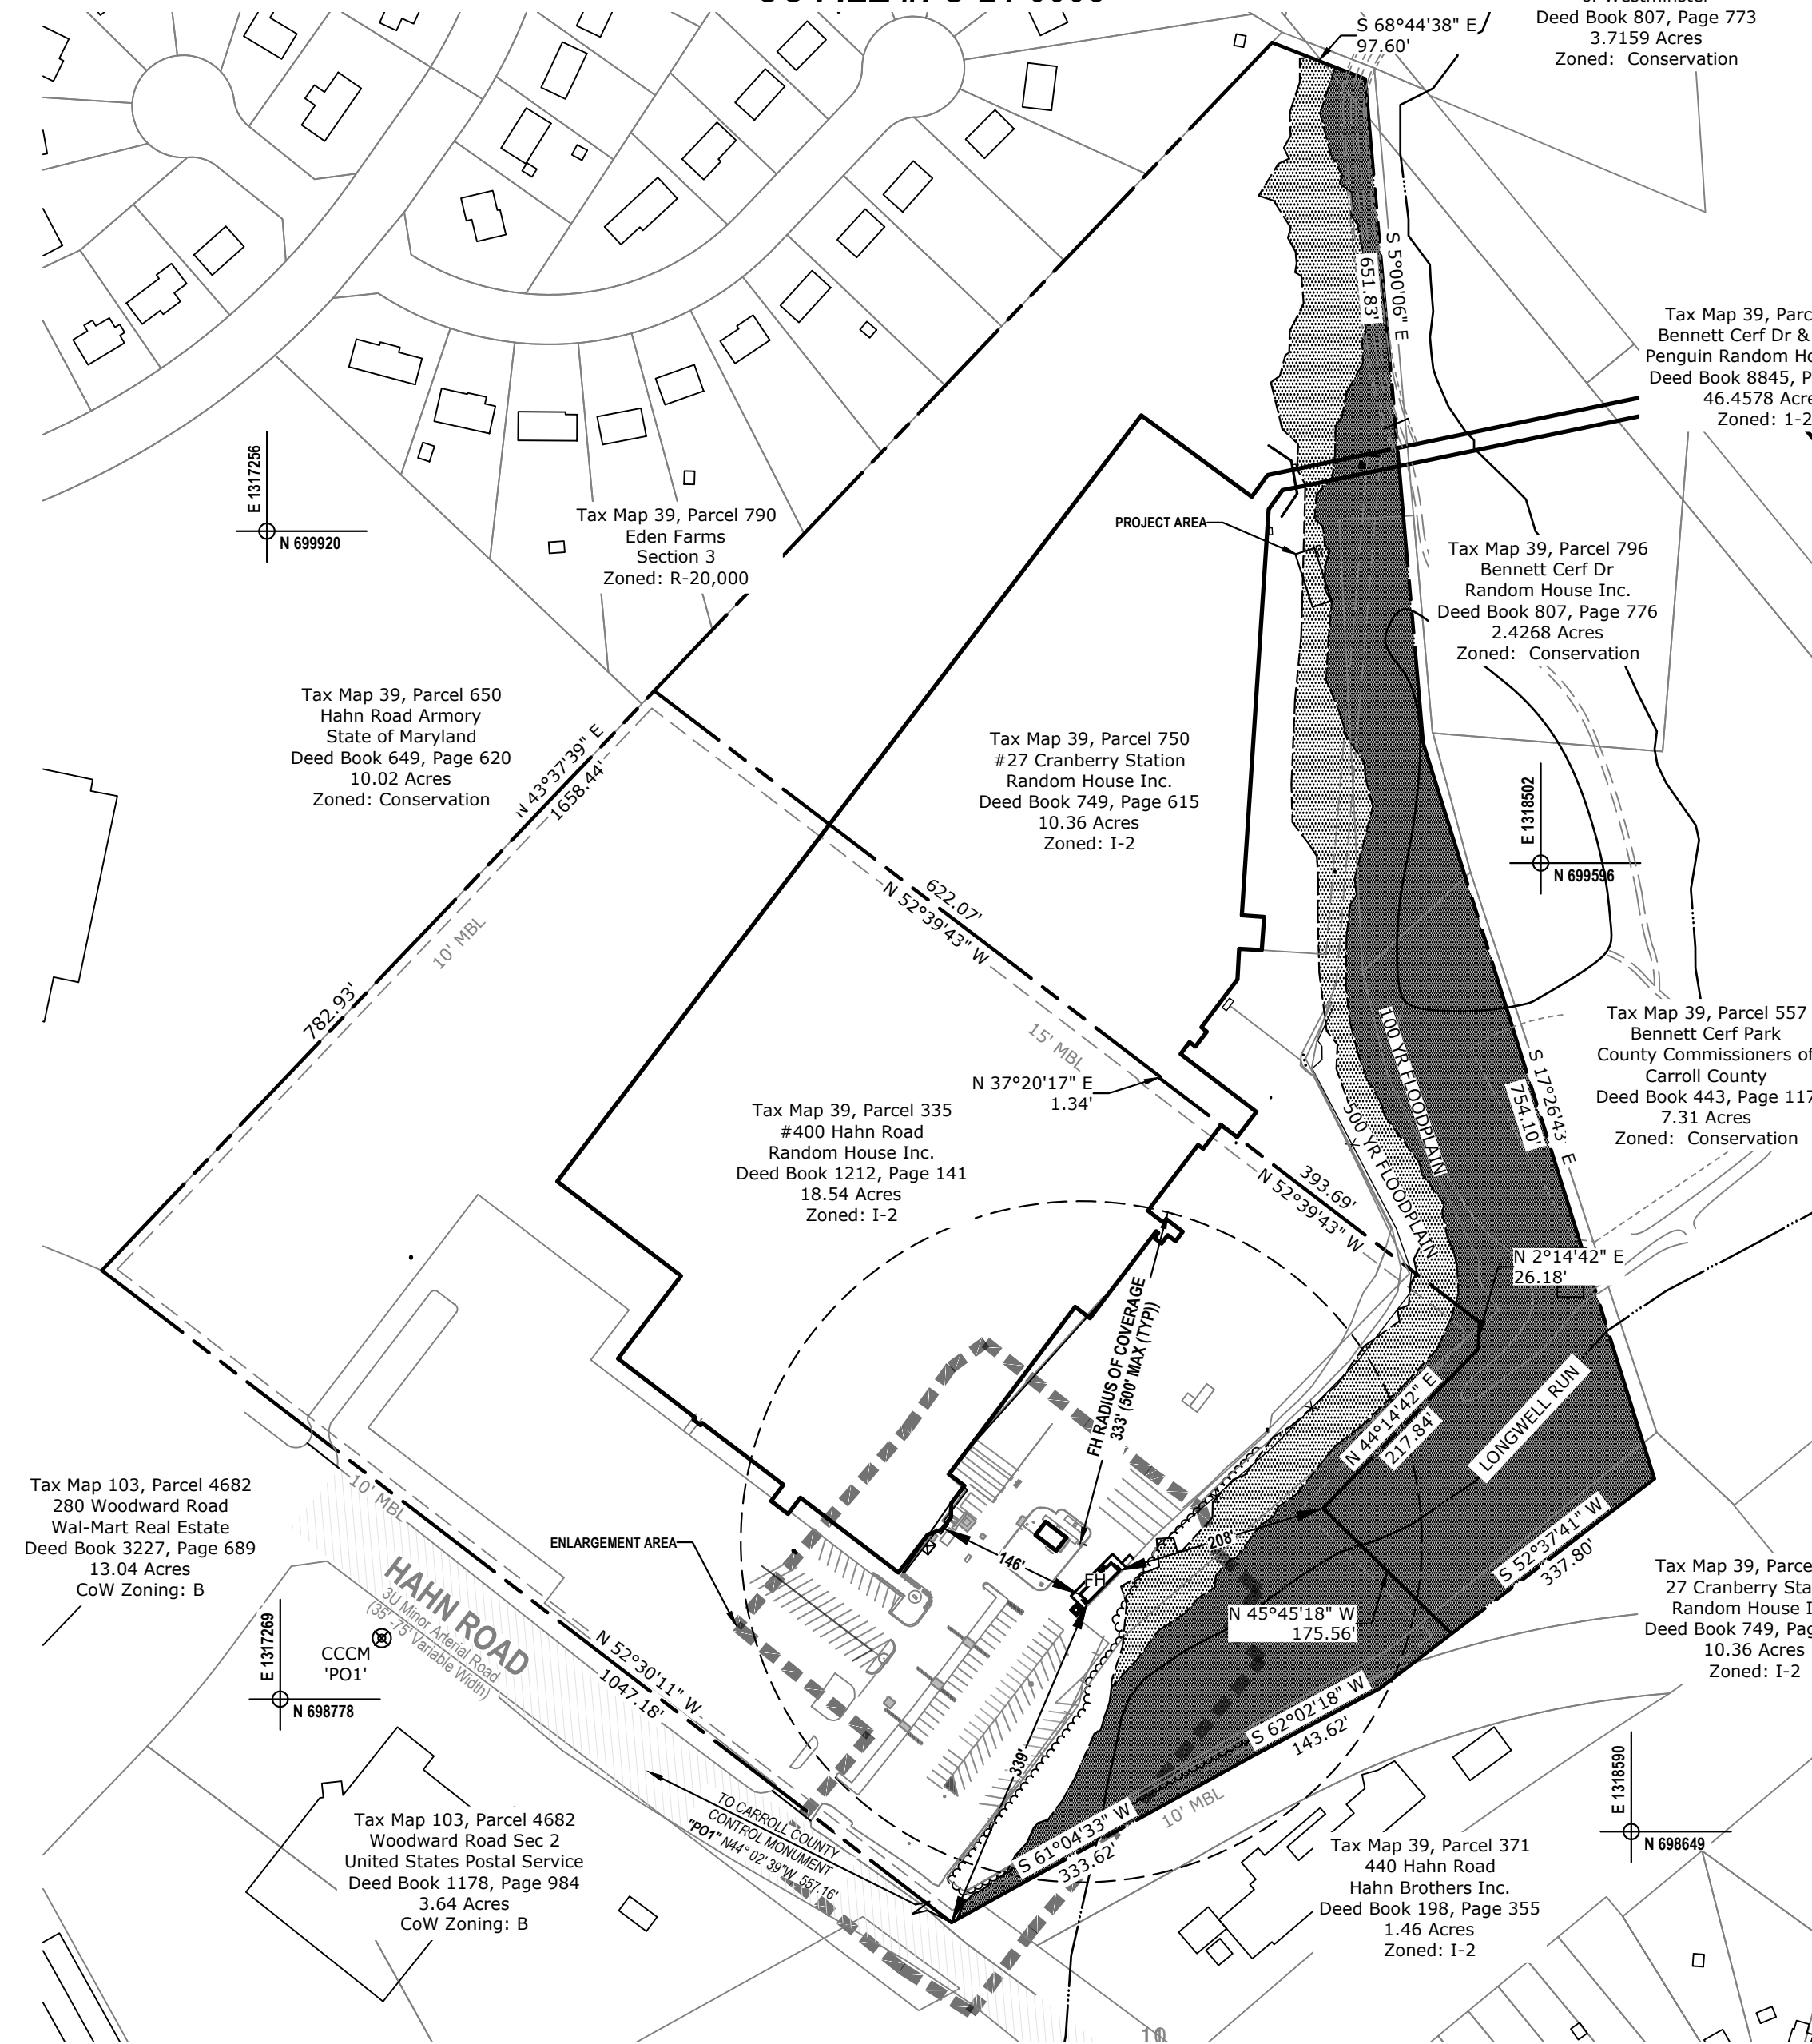 S 68°44'38" E
97.60'
Deed Book 807, Page 773
3.7159 Acres
Zoned: Conservation
S 5°00'06" E
651.83'
Tax Map 39, Parc
Bennett Cerf Dr &
Penguin Random Ho
Deed Book 8845, P
46.4578 Acre
Zoned: 1-2
E 1317256
N 699920
Tax Map 39, Parcel 790
Eden Farms
Section 3
Zoned: R-20,000
PROJECT AREA
Tax Map 39, Parcel 796
Bennett Cerf Dr
Random House Inc.
Deed Book 807, Page 776
2.4268 Acres
Zoned: Conservation
Tax Map 39, Parcel 650
Hahn Road Armory
State of Maryland
Deed Book 649, Page 620
10.02 Acres
Zoned: Conservation
N 43°37'39" E
1658.44'
Tax Map 39, Parcel 750
#27 Cranberry Station
Random House Inc.
Deed Book 749, Page 615
10.36 Acres
Zoned: I-2
E 1318502
N 699596
622.07'
N 52°39'43" W
10' MBL
782.93'
15' MBL
N 37°20'17" E
1.34'
100 YR FLOODPLAIN
500 YR FLOODPLAIN
S 17°26'43" E
754.10'
Tax Map 39, Parcel 557
Bennett Cerf Park
County Commissioners of
Carroll County
Deed Book 443, Page 117
7.31 Acres
Zoned: Conservation
Tax Map 39, Parcel 335
#400 Hahn Road
Random House Inc.
Deed Book 1212, Page 141
18.54 Acres
Zoned: I-2
393.69'
N 52°39'43" W
N 2°14'42" E
26.18'
FH RADIUS OF COVERAGE
333' (500' MAX (TYP))
N 44°14'42" E
217.84'
LONGWELL RUN
Tax Map 103, Parcel 4682
280 Woodward Road
Wal-Mart Real Estate
Deed Book 3227, Page 689
13.04 Acres
CoW Zoning: B
10' MBL
ENLARGEMENT AREA
146'
208'
FH
S 52°37'41" W
337.80'
HAHN ROAD
3U Minor Arterial Road
(35'-75' Variable Width)
Tax Map 39, Parce
27 Cranberry Sta
Random House I
Deed Book 749, Pag
10.36 Acres
Zoned: I-2
N 45°45'18" W
175.56'
E 1317269
N 698778
CCCM
'PO1'
N 52°30'11" W
1047.18'
S 62°02'18" W
143.62'
339'
TO CARROLL COUNTY
CONTROL MONUMENT
"PO1" N44° 02' 39"W 557.16'
Tax Map 103, Parcel 4682
Woodward Road Sec 2
United States Postal Service
Deed Book 1178, Page 984
3.64 Acres
CoW Zoning: B
S 61°04'33" W
333.62'
10' MBL
E 1318590
N 698649
Tax Map 39, Parcel 371
440 Hahn Road
Hahn Brothers Inc.
Deed Book 198, Page 355
1.46 Acres
Zoned: I-2